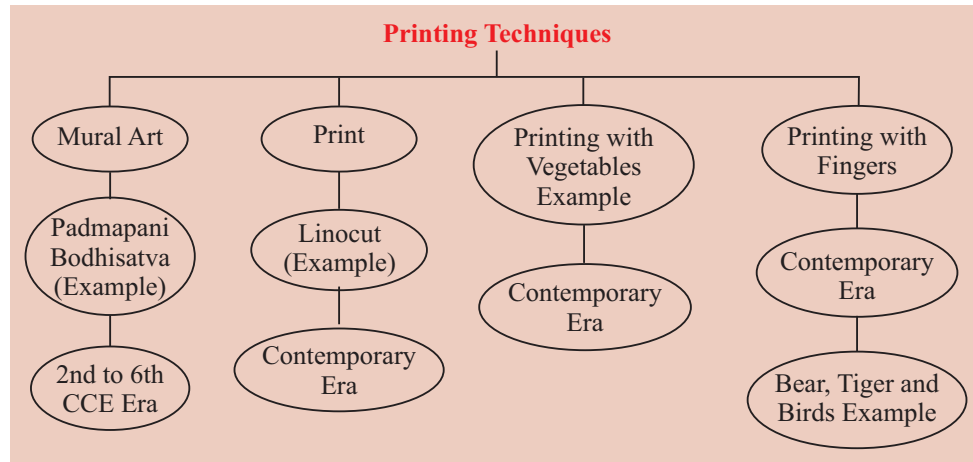 Printing Techniques
Mural Art
Padmapani
Bodhisatva
(Example)
2nd to 6th
CCE Era
Print
Linocut
(Example)
Contemporary
Era
Printing with
Vegetables
Example
Contemporary
Era
Printing with
Fingers
Contemporary
Era
Bear, Tiger and
Birds Example